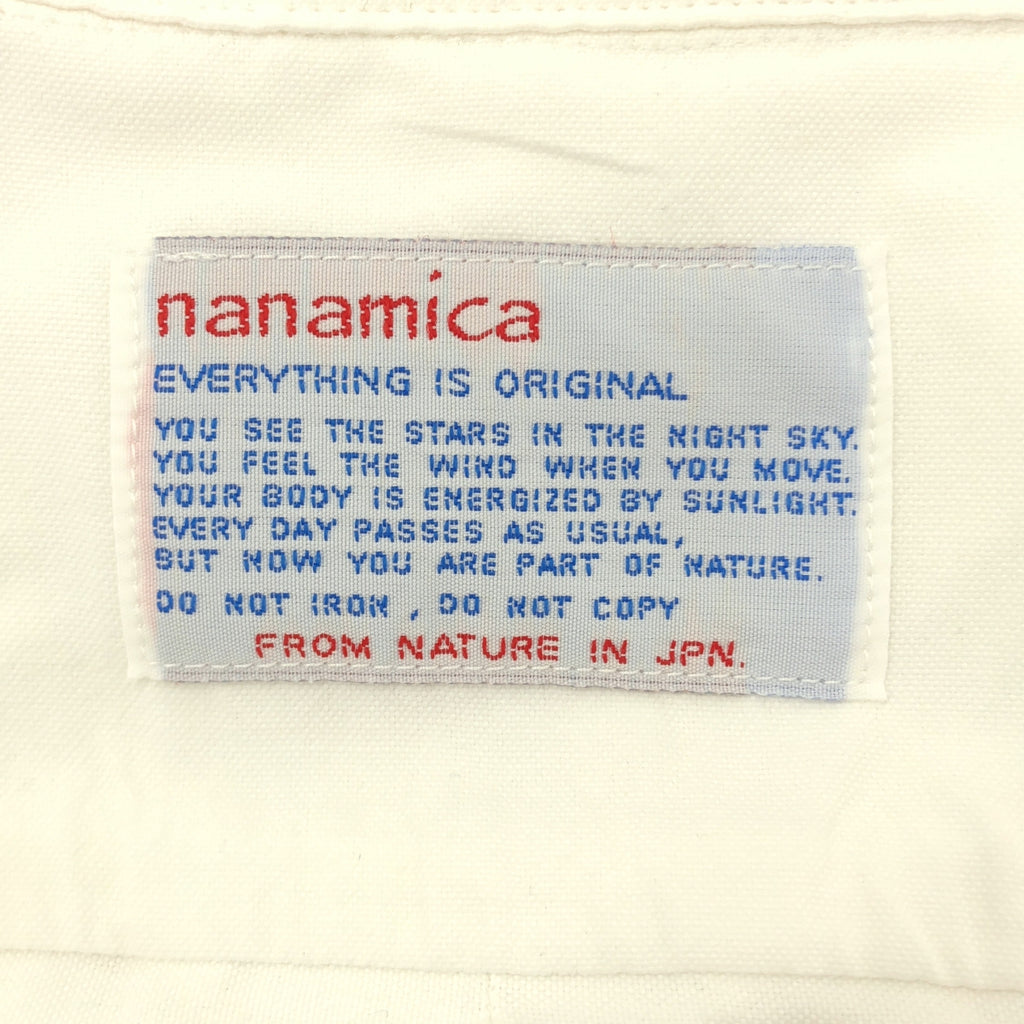 nanamica
EVERYTHING IS ORIGINAL
YOU SEE THE STARS IN THE NIGHT SKY.
YOU FEEL THE WIND WHEN YOU MOVE.
YOUR BODY IS ENERGIZED BY SUNLIGHT.
EVERY DAY PASSES AS USUAL,
BUT NOW YOU ARE PART OF NATURE.
DO NOT IRON , DO NOT COPY
FROM NATURE IN JPN.